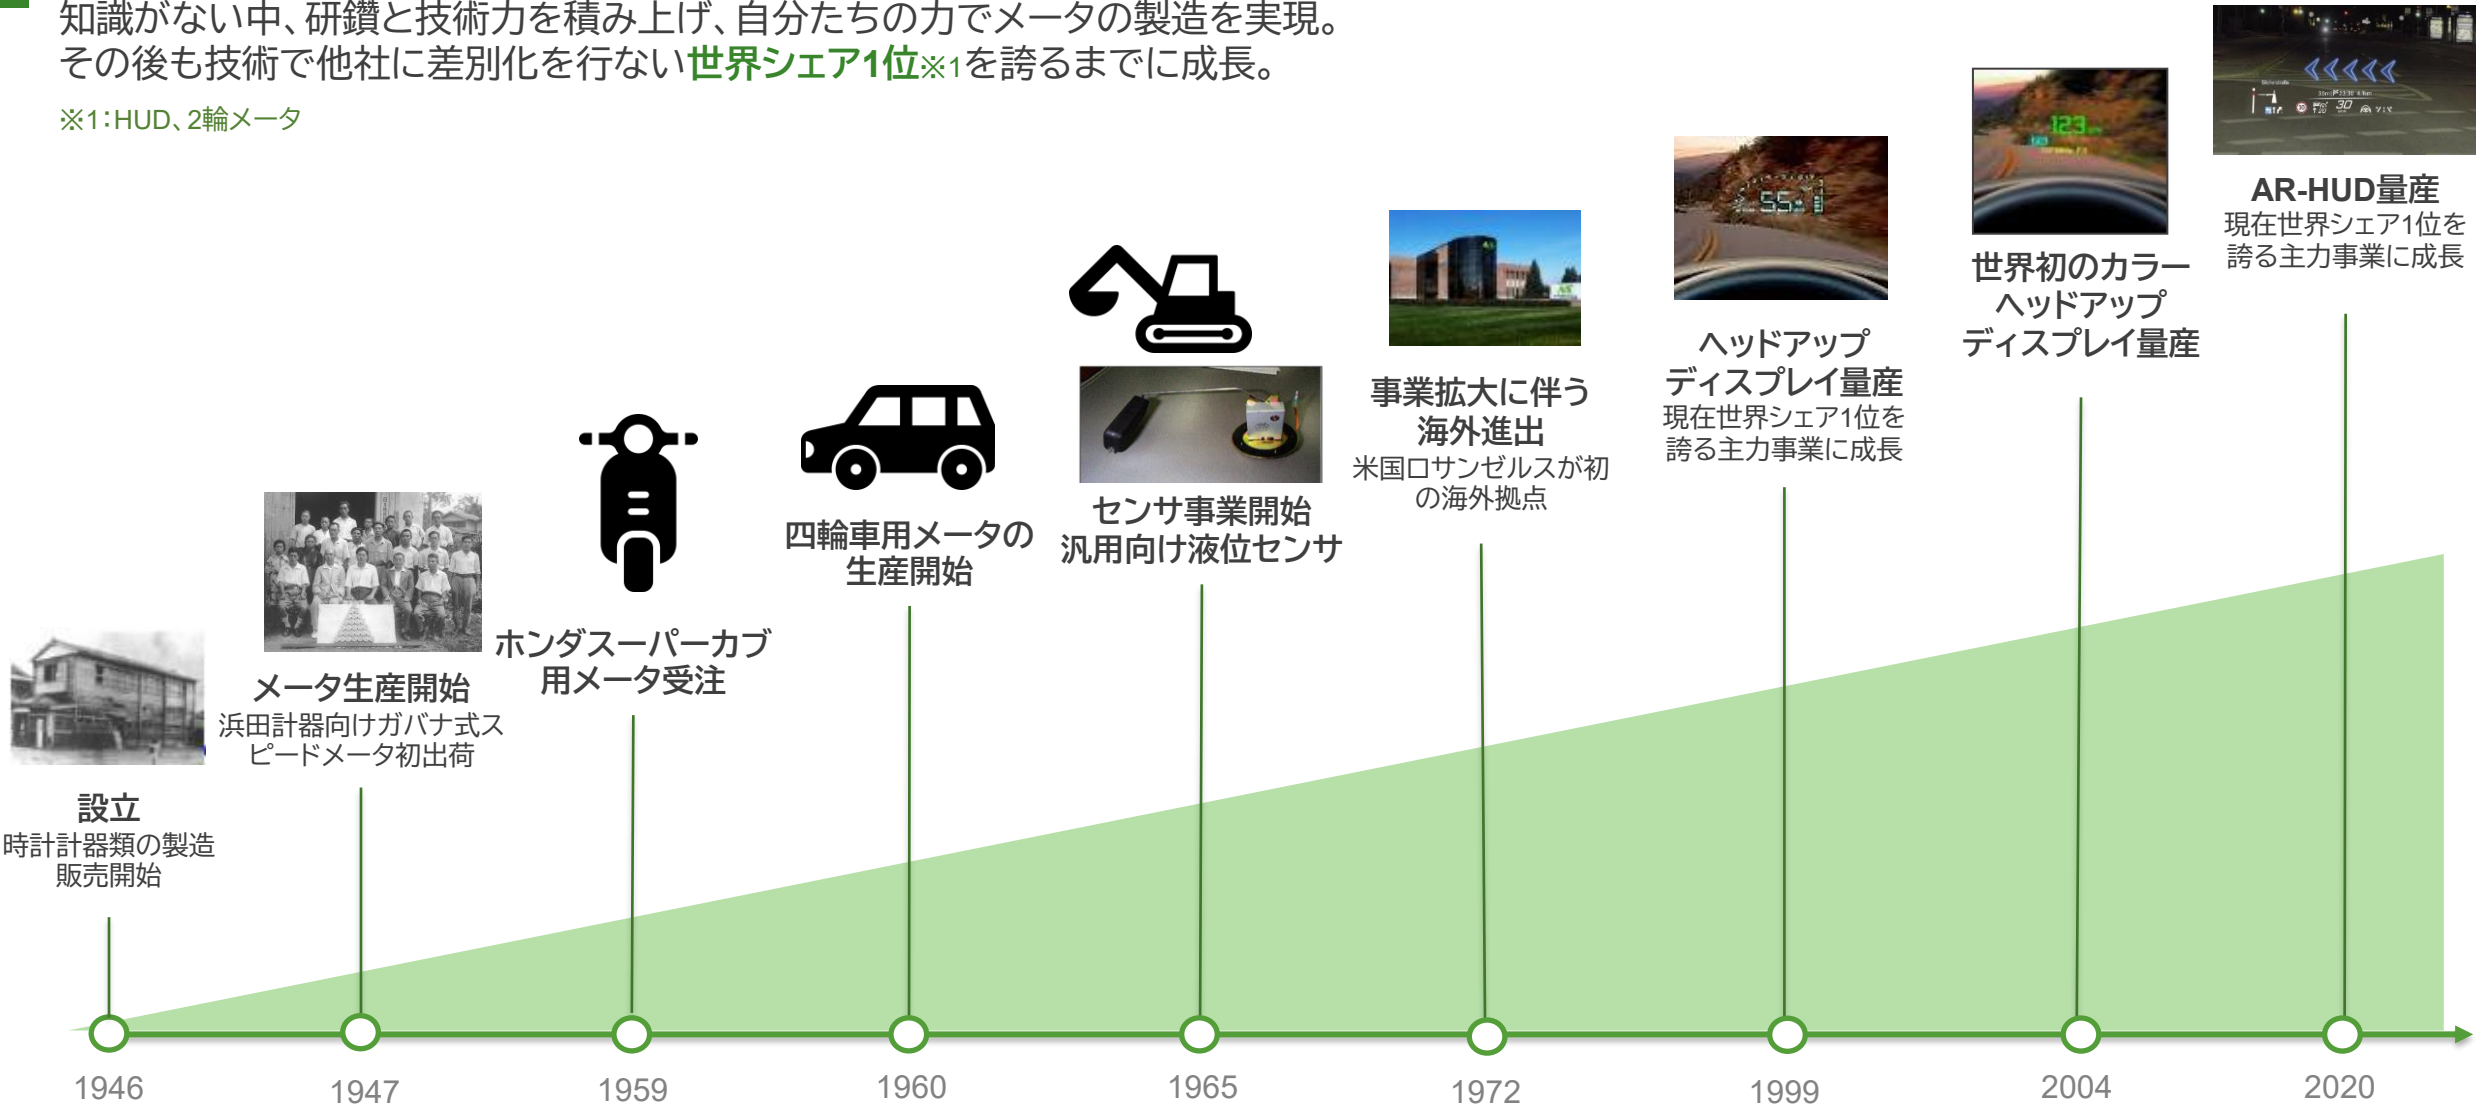 知識がない中、研鑽と技術力を積み上げ、自分たちの力でメータの製造を実現。
その後も技術で他社に差別化を行ない世界シェア1位※1を誇るまでに成長。
※1：HUD、2輪メータ
設立
時計計器類の製造
販売開始
メータ生産開始
浜田計器向けガバナ式ス
ピードメータ初出荷
ホンダスーパーカブ
用メータ受注
四輪車用メータの
生産開始
センサ事業開始
汎用向け液位センサ
事業拡大に伴う
海外進出
米国ロサンゼルスが初
の海外拠点
55
ヘッドアップ
ディスプレイ量産
現在世界シェア1位を
誇る主力事業に成長
123
世界初のカラー
ヘッドアップ
ディスプレイ量産
30
AR-HUD量産
現在世界シェア1位を
誇る主力事業に成長
1946
1947
1959
1960
1965
1972
1999
2004
2020